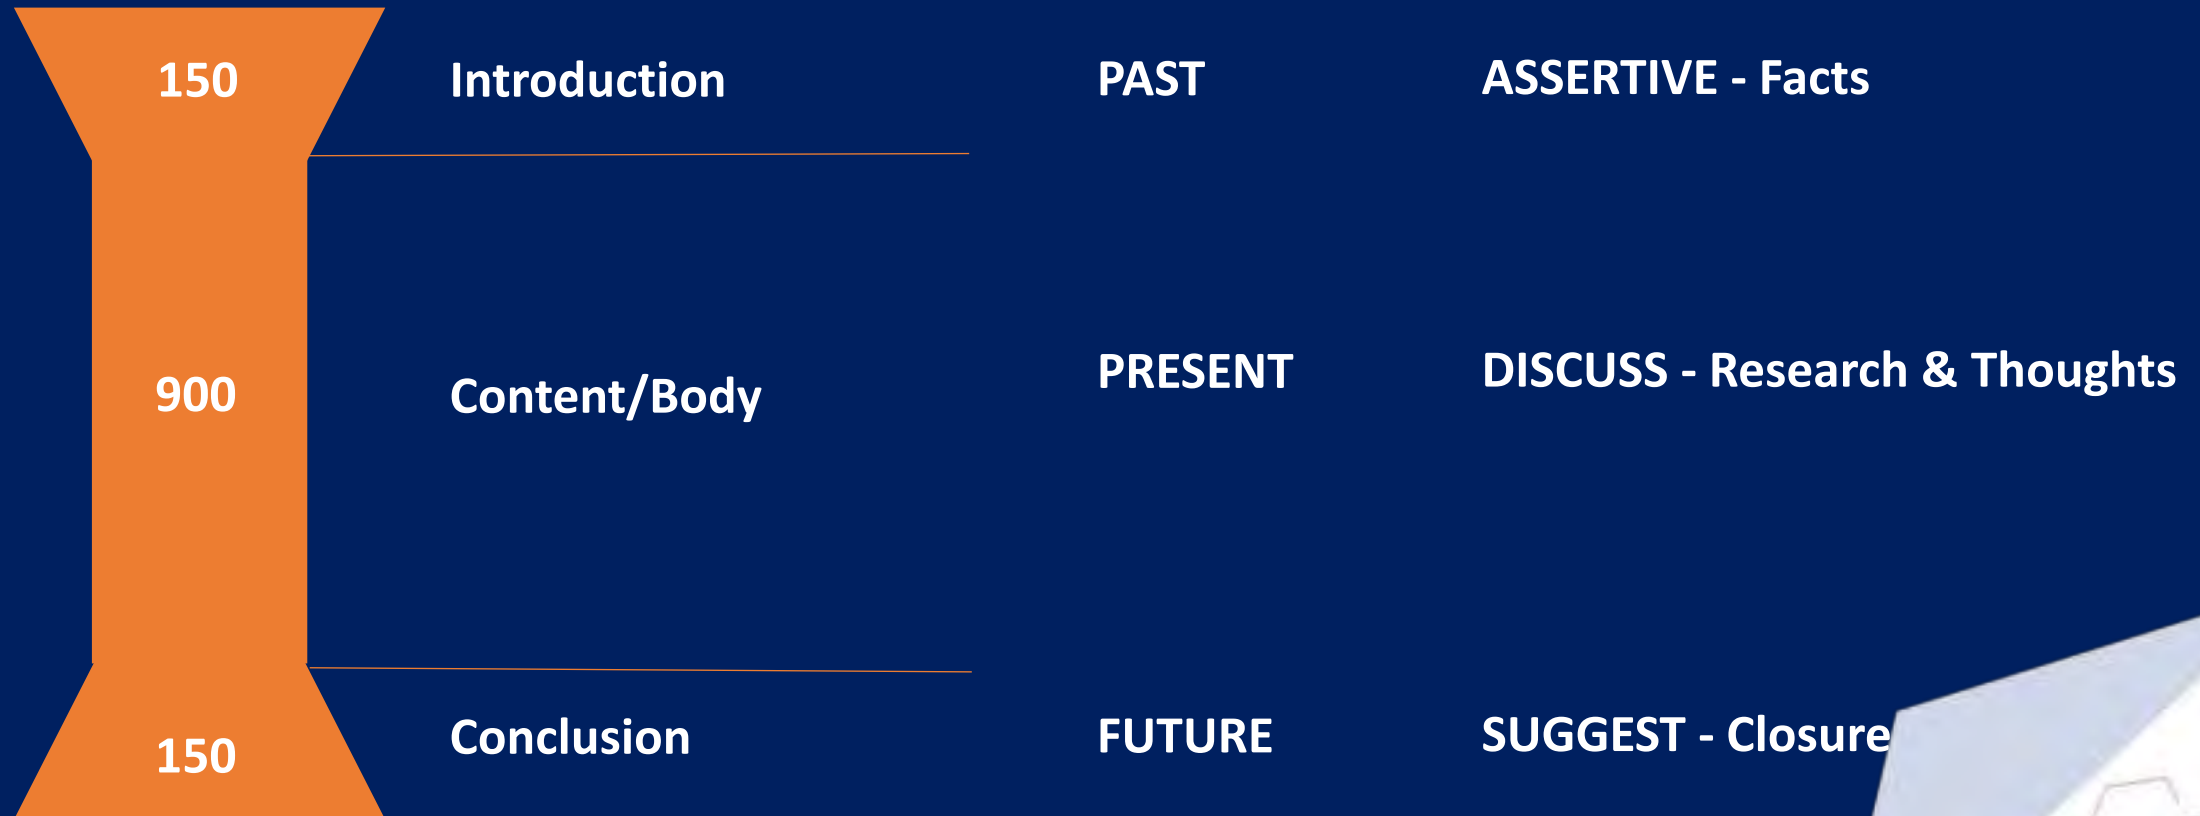 150 Introduction PAST ASSERTIVE - Facts
900 Content/Body PRESENT DISCUSS - Research & Thoughts
150 Conclusion FUTURE SUGGEST - Closure